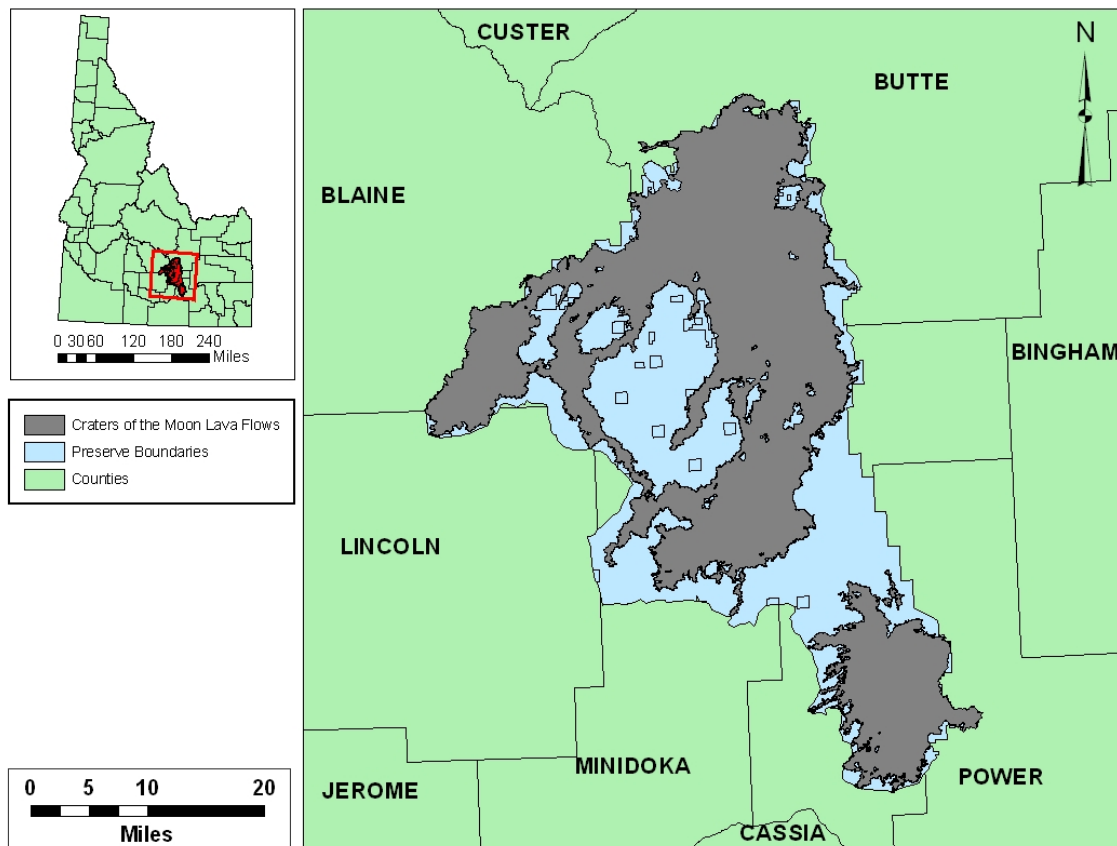 0 30 60 120 180 240
Miles
Craters of the Moon Lava Flows
Preserve Boundaries
Counties
0 5 10 20
Miles
N
CUSTER
BUTTE
BLAINE
BINGHAM
LINCOLN
MINIDOKA
JEROME
POWER
CASSIA